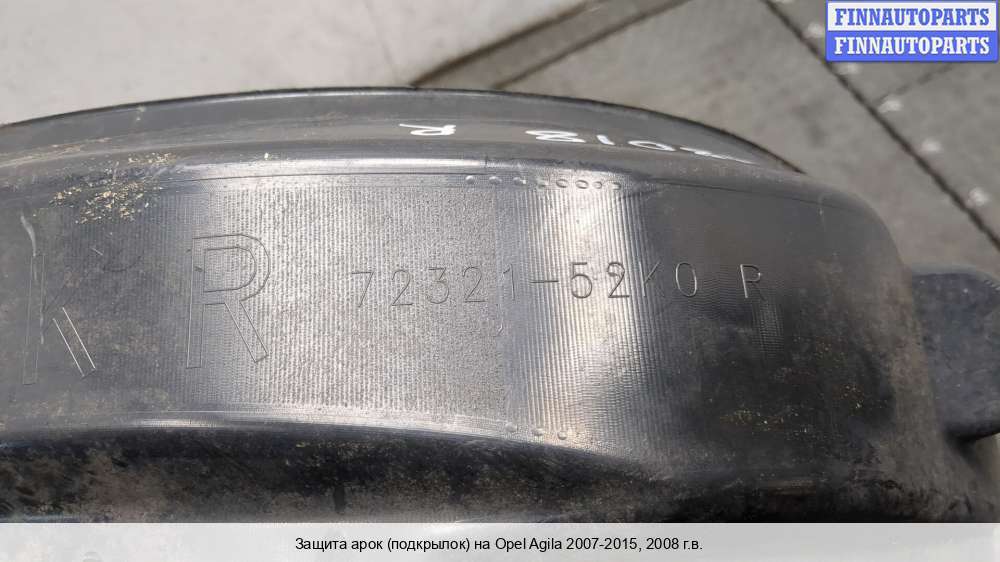 FINNAUTOPARTS
FINNAUTOPARTS
K R 72321-52K0 R
Защита арок (подкрылок) на Opel Agila 2007-2015, 2008 г.в.